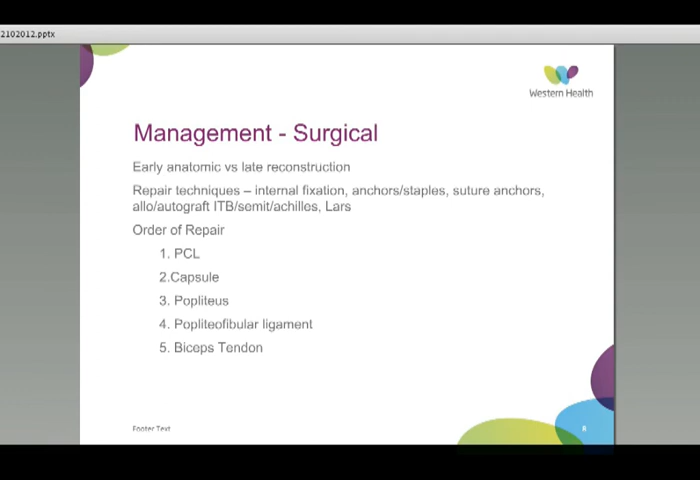 2102012.pptx
Western Health
Management - Surgical
Early anatomic vs late reconstruction
Repair techniques – internal fixation, anchors/staples, suture anchors,
allo/autograft ITB/semit/achilles, Lars
Order of Repair
1. PCL
2.Capsule
3. Popliteus
4. Popliteofibular ligament
5. Biceps Tendon
Footer Text
8